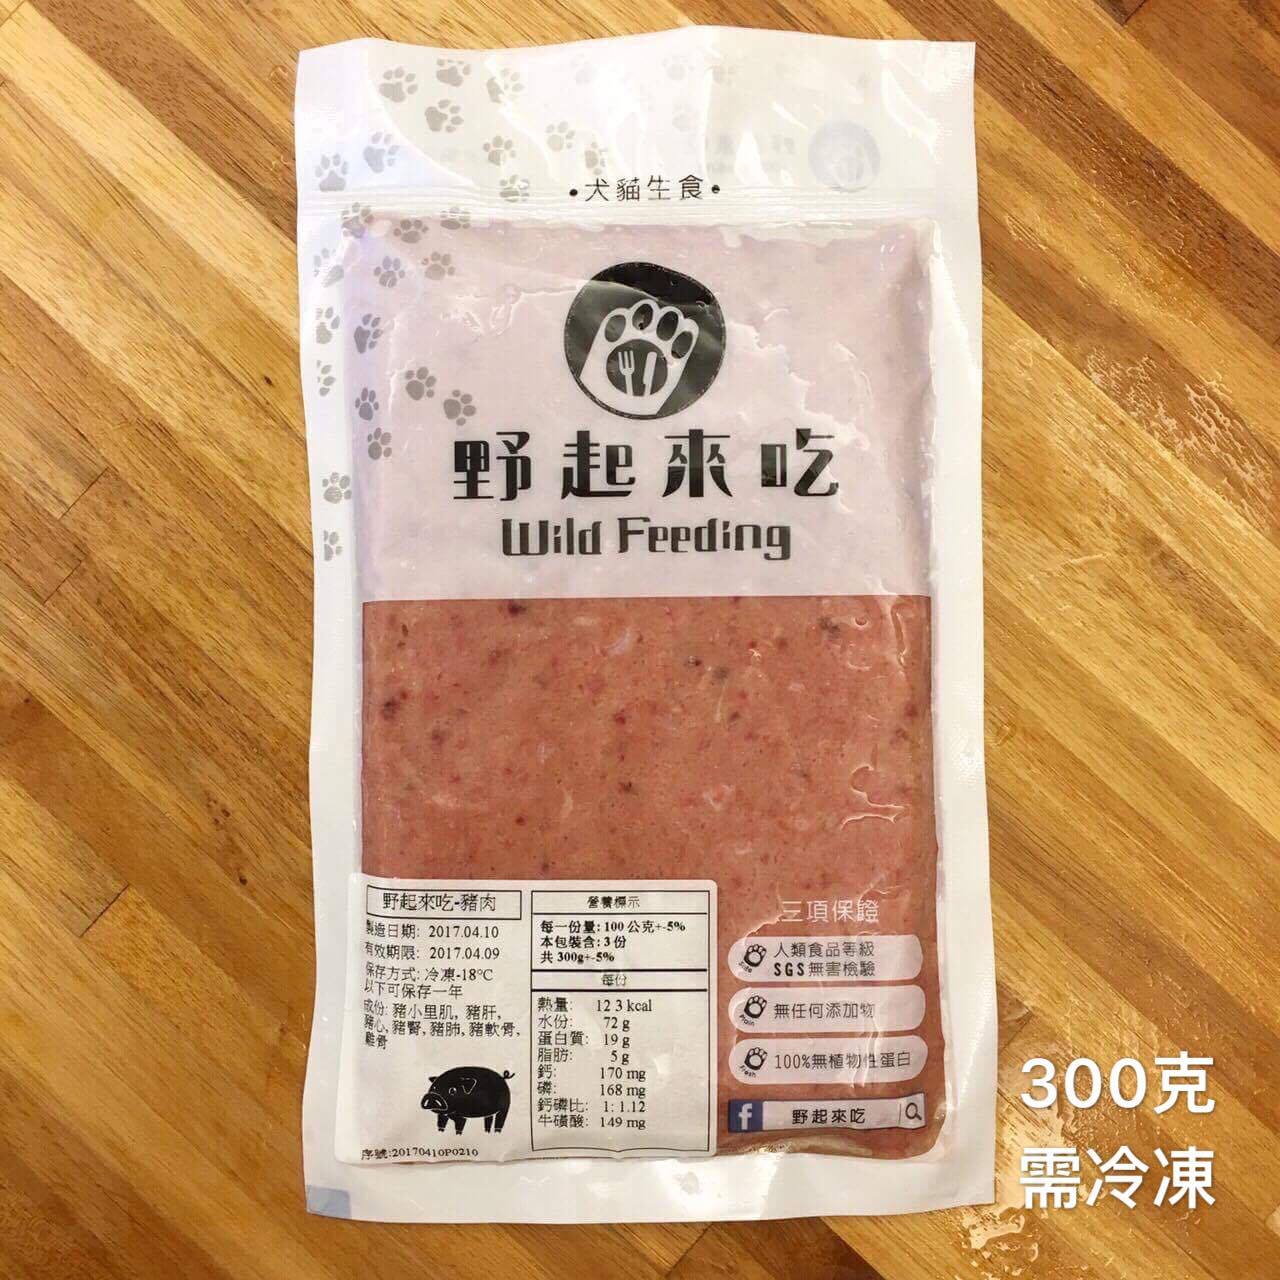 •犬貓生食•
野起來吃
Wild Feeding
野起來吃-豬肉
製造日期: 2017.04.10
有效期限: 2017.04.09
保存方式: 冷凍-18°C
以下可保存一年
成份: 豬小里肌, 豬肝,
豬心, 豬腎, 豬肺, 豬軟骨,
雞骨
序號:20170410P0210
營養標示
每一份量: 100 公克+-5%
本包裝含: 3 份
共 300g+-5%
每份
熱量: 12 3 kcal
水份: 72 g
蛋白質: 19 g
脂肪: 5 g
鈣: 170 mg
磷: 168 mg
鈣磷比: 1: 1.12
牛磺酸: 149 mg
三項保證
Safe
人類食品等級
SGS無害檢驗
Plain
無任何添加物
Fresh
100%無植物性蛋白
f 野起來吃
300克
需冷凍